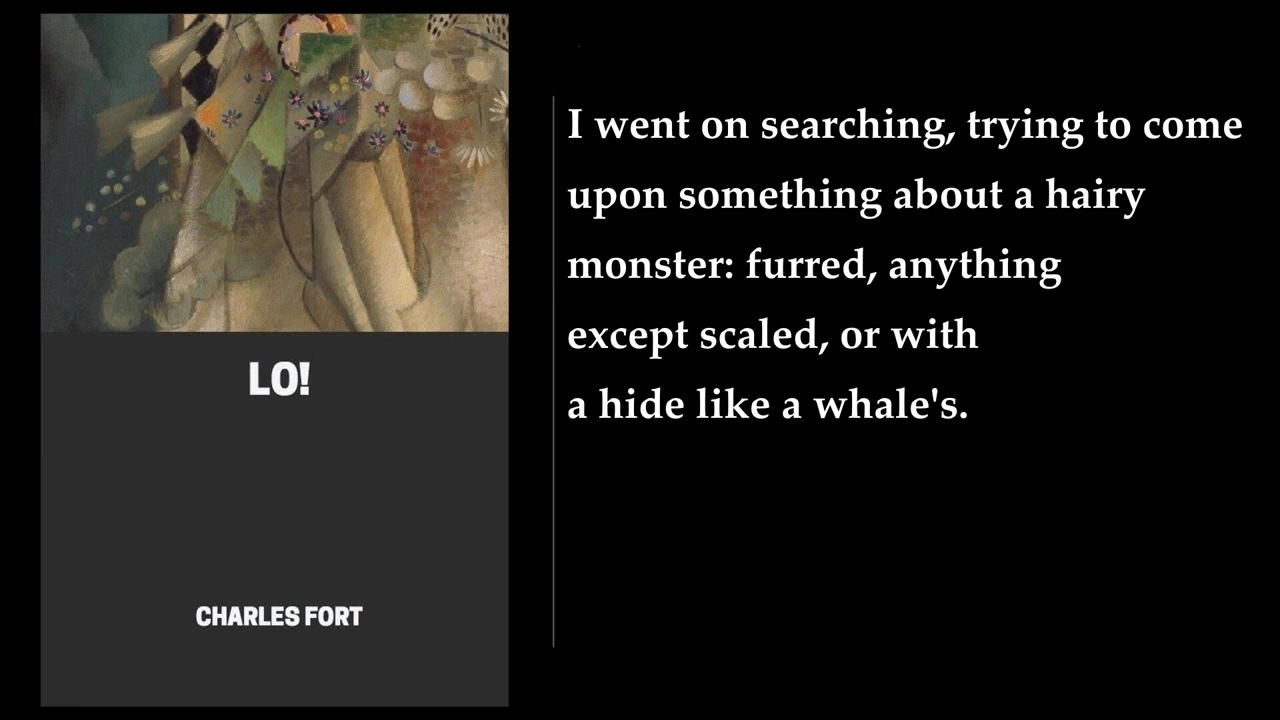 LO!
CHARLES FORT
I went on searching, trying to come
upon something about a hairy
monster: furred, anything
except scaled, or with
a hide like a whale's.